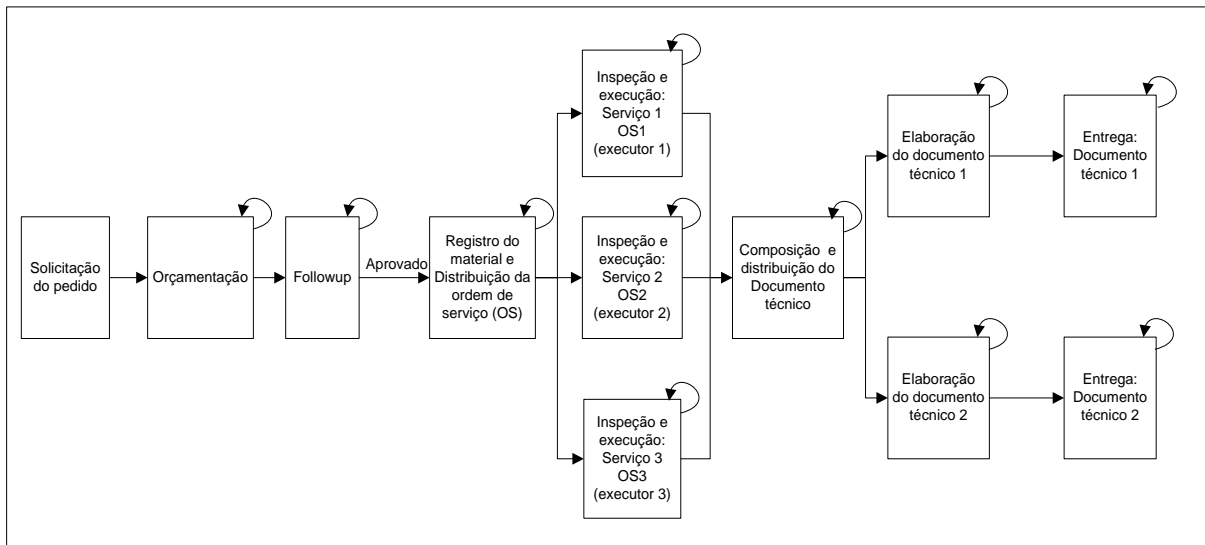 Solicitação
do pedido
Orçamentação
Followup
Aprovado
Registro do
material e
Distribuição da
ordem de
serviço (OS)
Inspeção e
execução:
Serviço 1
OS1
(executor 1)
Inspeção e
execução:
Serviço 2
OS2
(executor 2)
Inspeção e
execução:
Serviço 3
OS3
(executor 3)
Composição e
distribuição do
Documento
técnico
Elaboração
do documento
técnico 1
Entrega:
Documento
técnico 1
Elaboração
do documento
técnico 2
Entrega:
Documento
técnico 2